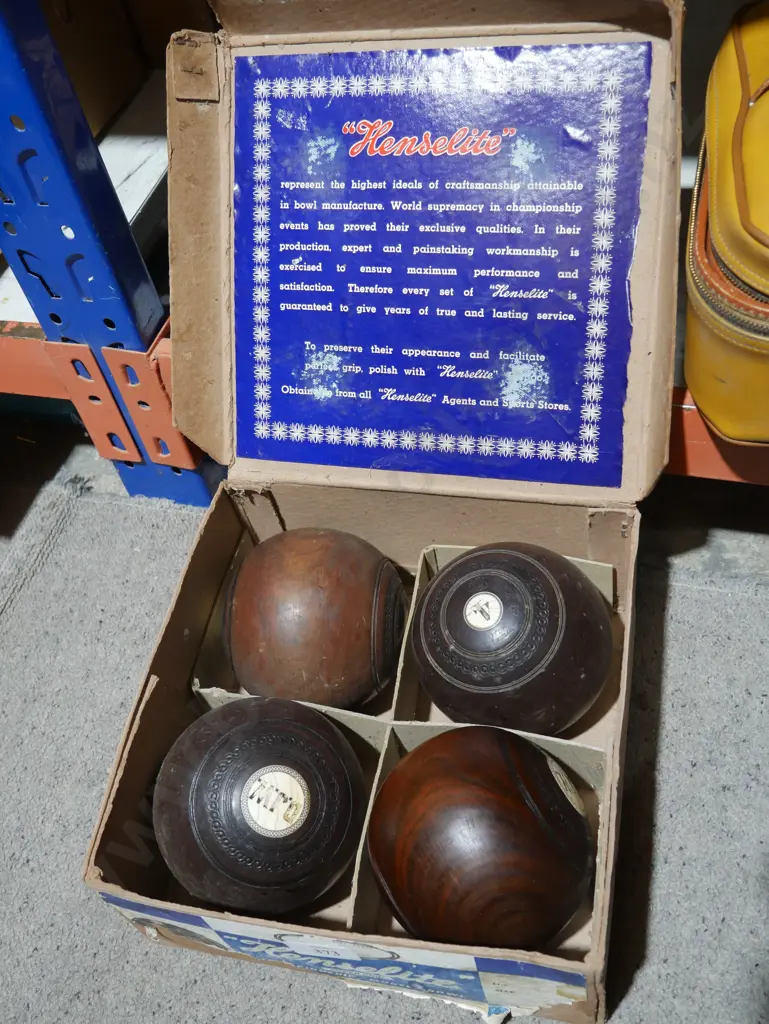 "Henselite"
represent the highest ideals of craftsmanship attainable
in bowl manufacture. World supremacy in championship
events has proved their exclusive qualities. In their
production, expert and painstaking workmanship is
exercised to ensure maximum performance and
satisfaction. Therefore every set of "Henselite" is
guaranteed to give years of true and lasting service.
To preserve their appearance and facilitate
grip, polish with "Henselite"
from all "Henselite" Agents and Sports Stores.
373
Henselite